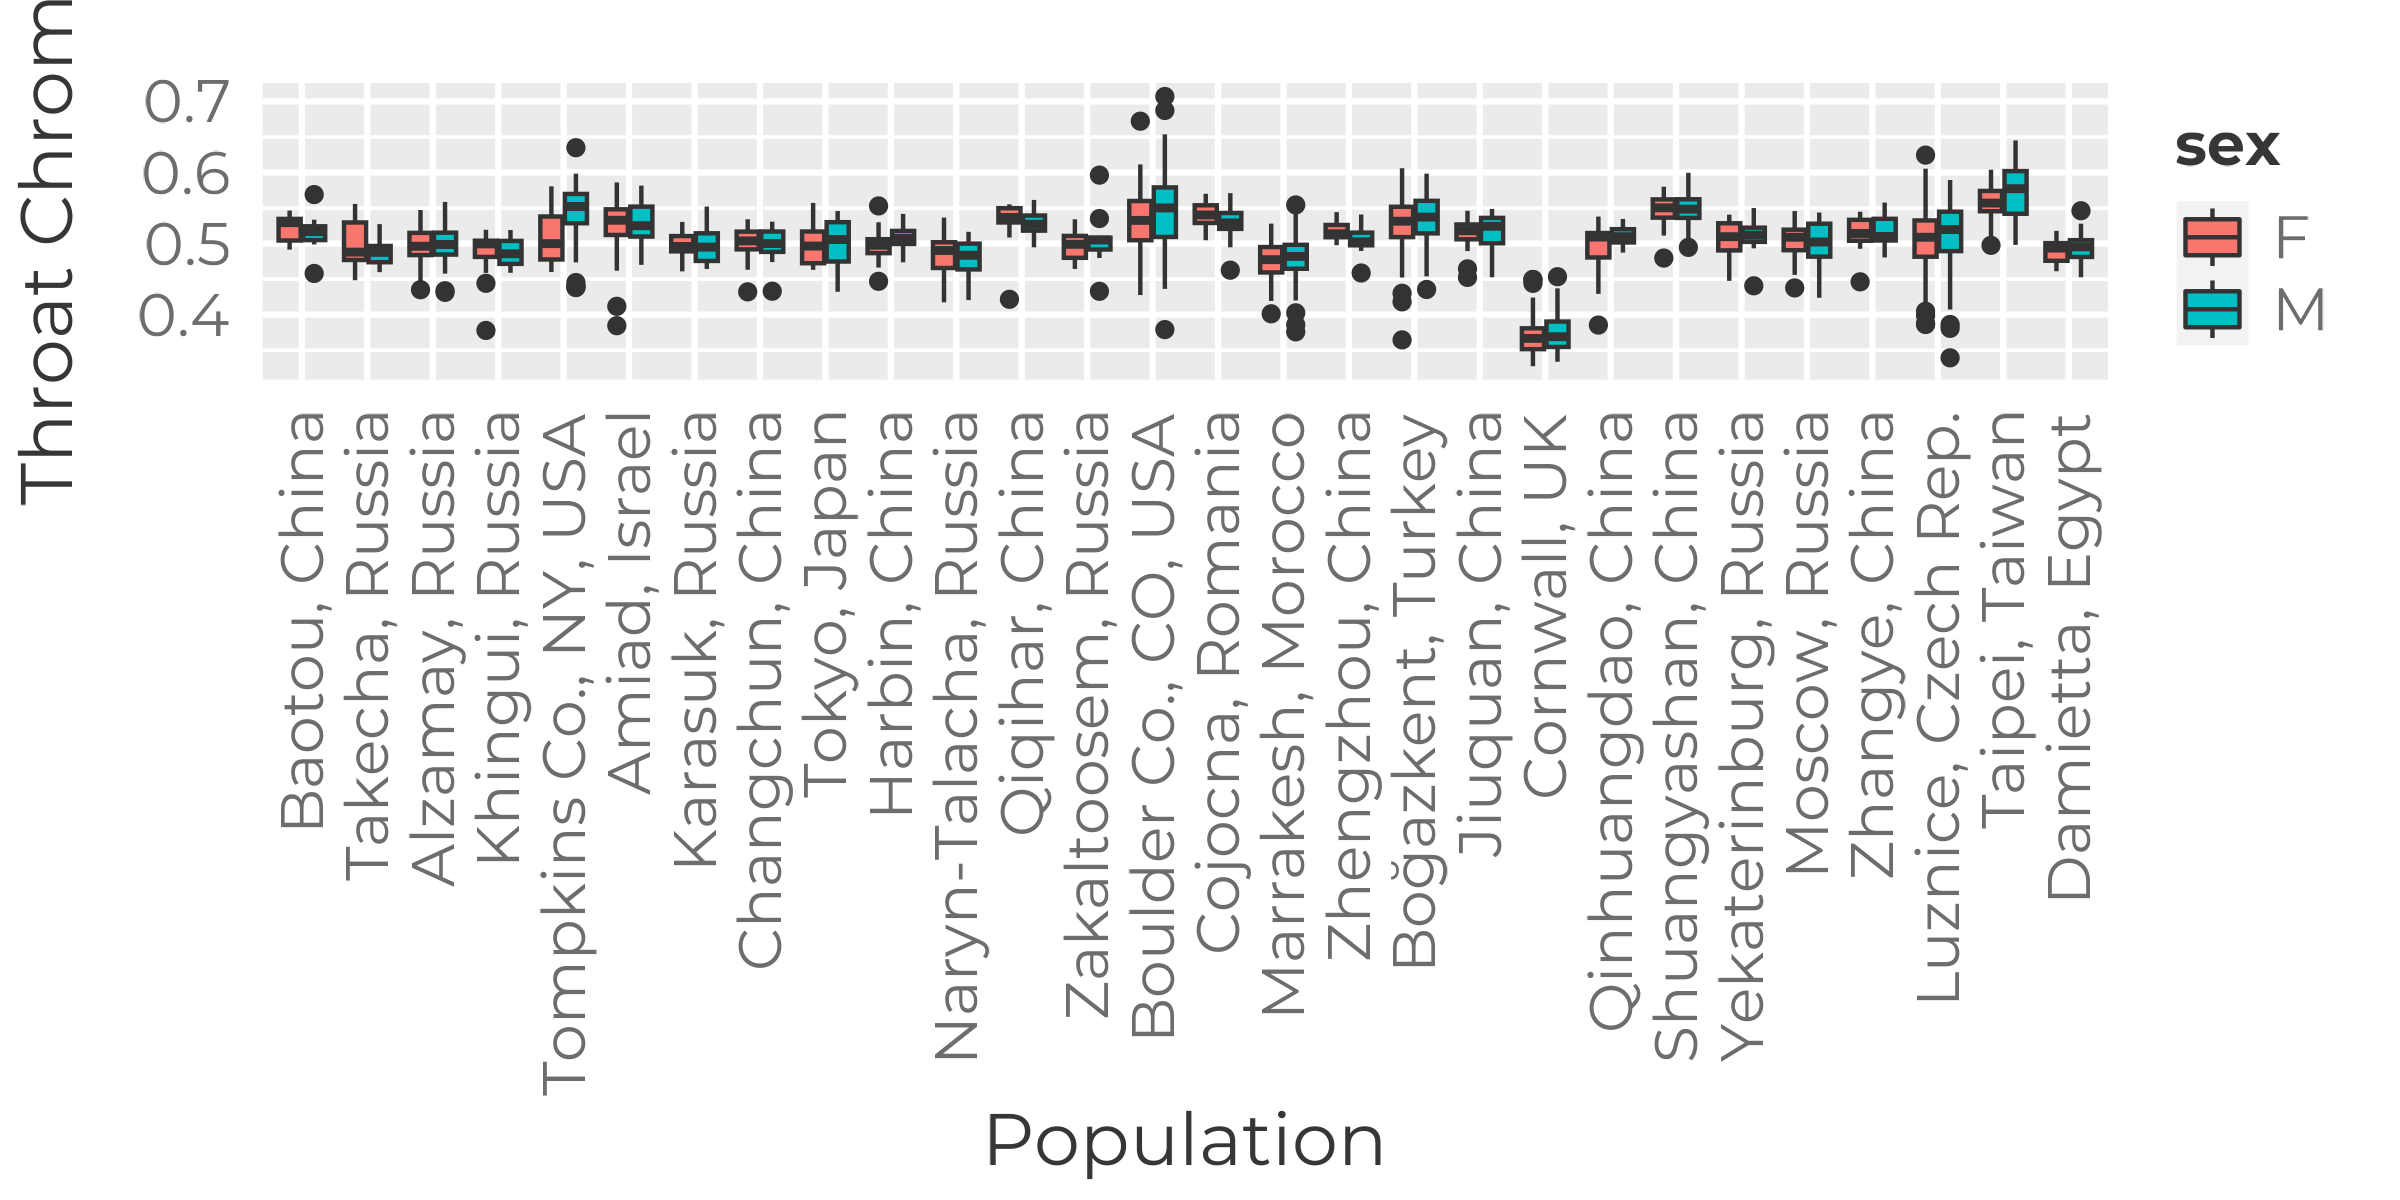 Throat Chrom
0.7
0.6
0.5
0.4
Baotou, China
Takecha, Russia
Alzamay, Russia
Khingui, Russia
Tompkins Co., NY, USA
Amiad, Israel
Karasuk, Russia
Changchun, China
Tokyo, Japan
Harbin, China
Naryn-Talacha, Russia
Qiqihar, China
Zakaltoosem, Russia
Boulder Co., CO, USA
Cojocna, Romania
Marrakesh, Morocco
Zhengzhou, China
Boğazkent, Turkey
Jiuquan, China
Cornwall, UK
Qinhuangdao, China
Shuangyashan, China
Yekaterinburg, Russia
Moscow, Russia
Zhangye, China
Luznice, Czech Rep.
Taipei, Taiwan
Damietta, Egypt
Population
sex
F
M